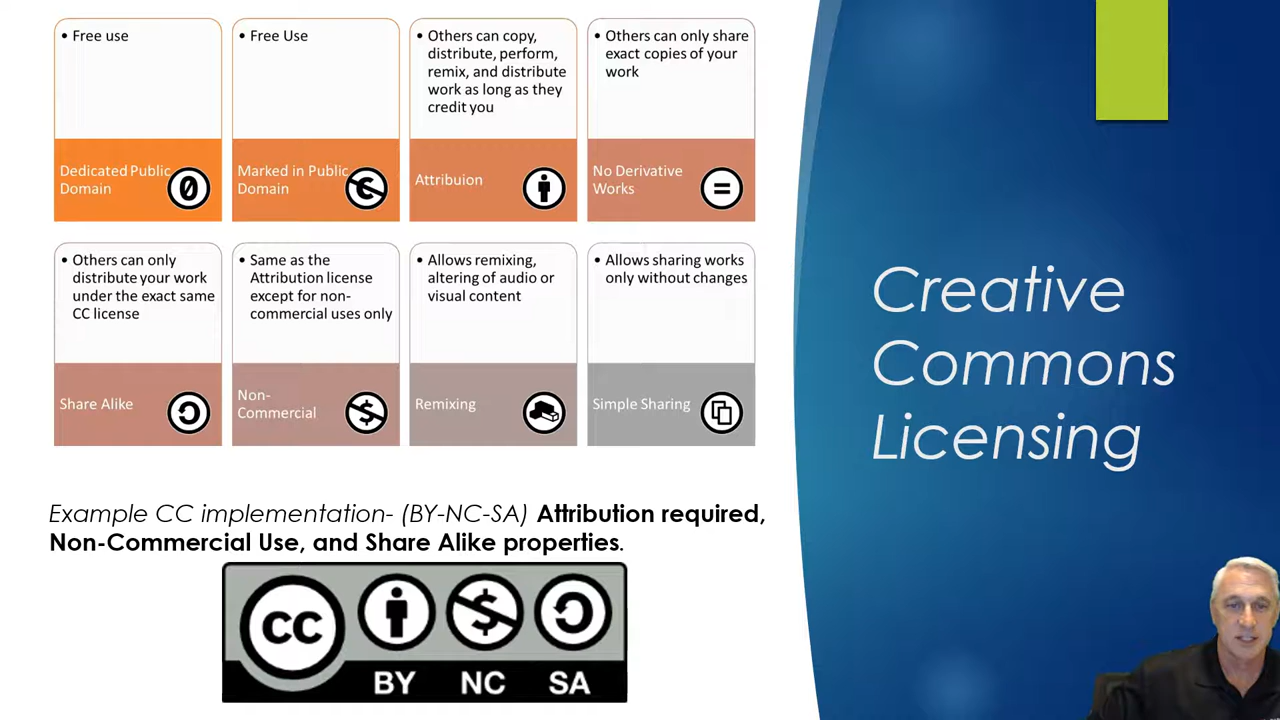 • Free use
Dedicated Public
Domain
• Free Use
Marked in Public
Domain
• Others can copy,
distribute, perform,
remix, and distribute
work as long as they
credit you
Attribuion
• Others can only share
exact copies of your
work
No Derivative
Works
• Others can only
distribute your work
under the exact same
CC license
Share Alike
• Same as the
Attribution license
except for non-
commercial uses only
Non-
Commercial
• Allows remixing,
altering of audio or
visual content
Remixing
• Allows sharing works
only without changes
Simple Sharing
Example CC implementation- (BY-NC-SA) Attribution required,
Non-Commercial Use, and Share Alike properties.
cc
BY NC SA
Creative
Commons
Licensing